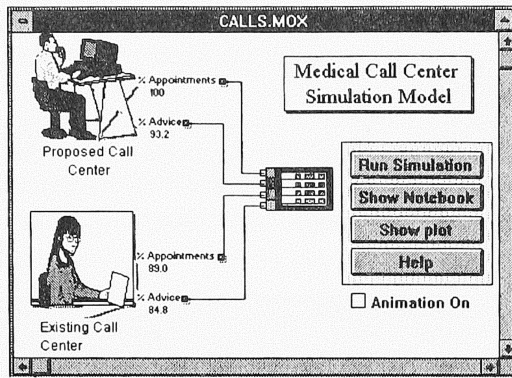 CALLS.MOX
Medical Call Center
Simulation Model
% Appointments
100
% Advice
93.2
Proposed Call
Center
Run Simulation
Show Notebook
Show plot
Help
% Appointments
89.0
% Advice
84.8
Existing Call
Center
Animation On